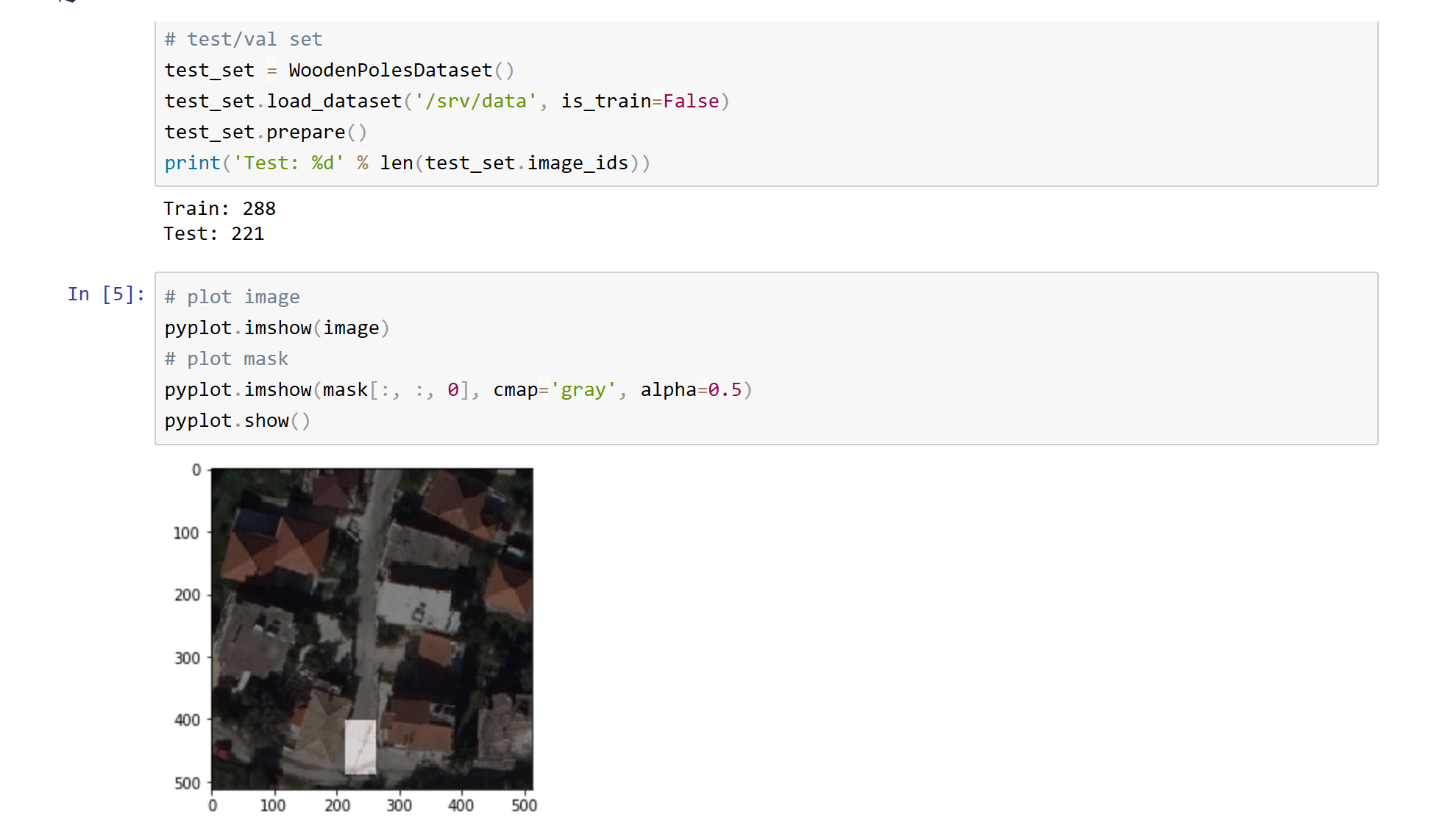 # test/val set
test_set = WoodenPolesDataset()
test_set.load_dataset('/srv/data', is_train=False)
test_set.prepare()
print('Test: %d' % len(test_set.image_ids))
Train: 288
Test: 221
In [5]:
# plot image
pyplot.imshow(image)
# plot mask
pyplot.imshow(mask[:, :, 0], cmap='gray', alpha=0.5)
pyplot.show()
0
100
200
300
400
500
0 100 200 300 400 500